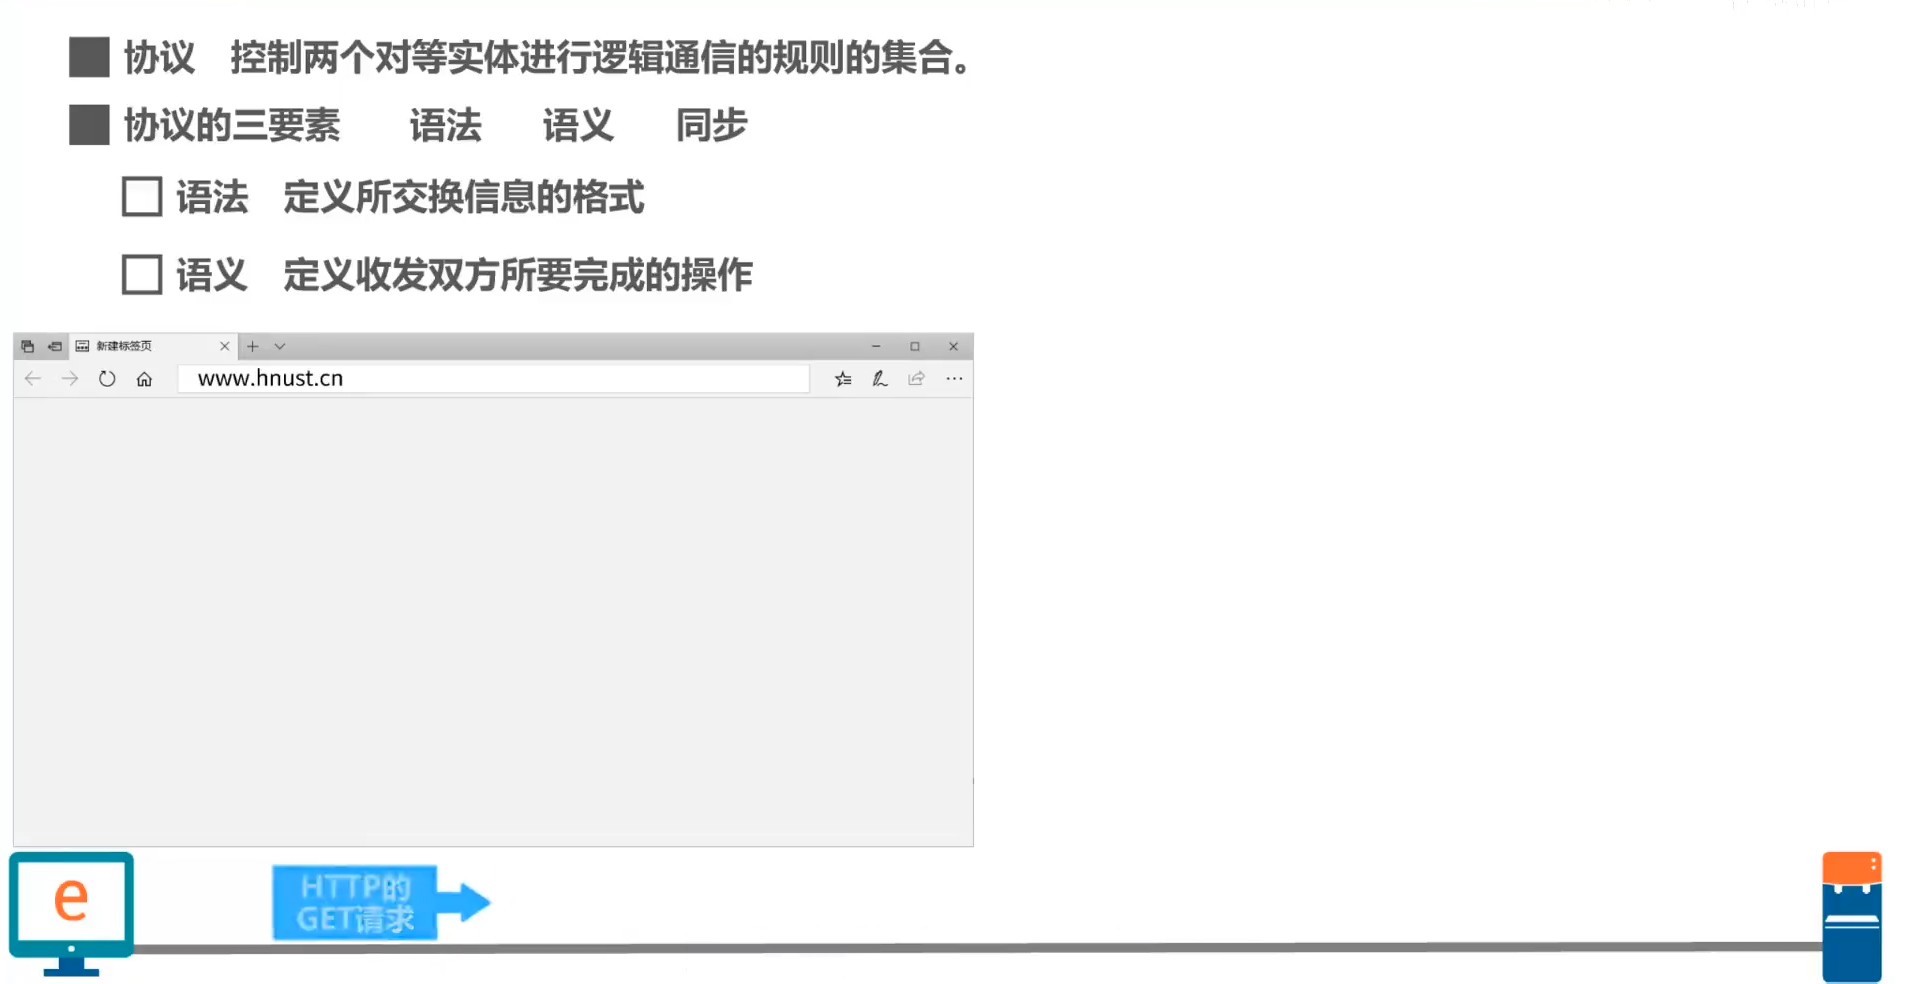 协议 控制两个对等实体进行逻辑通信的规则的集合。
协议的三要素 语法 语义 同步
语法 定义所交换信息的格式
语义 定义收发双方所要完成的操作
新建标签页
www.hnust.cn
e
HTTP的
GET请求